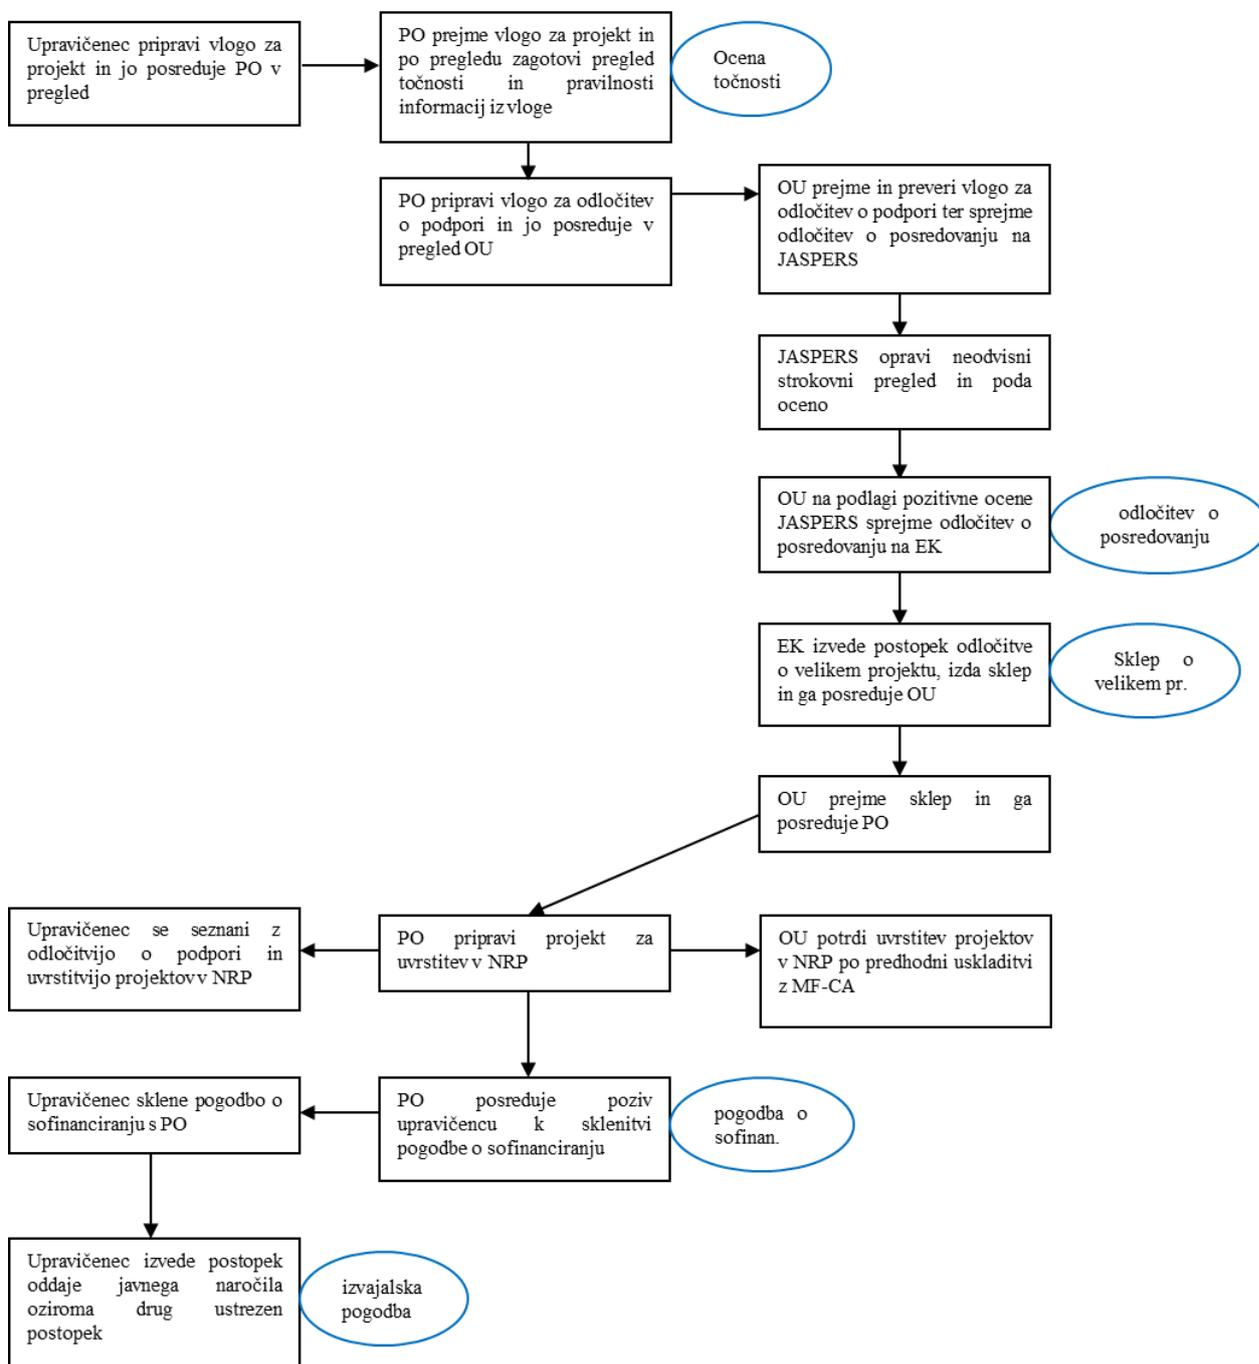 Upravičenec pripravi vlogo za
projekt in jo posreduje PO v
pregled
PO prejme vlogo za projekt in
po pregledu zagotovi pregled
točnosti in pravilnosti
informacij iz vloge
Ocena
točnosti
PO pripravi vlogo za odločitev
o podpori in jo posreduje v
pregled OU
OU prejme in preveri vlogo za
odločitev o podpori ter sprejme
odločitev o posredovanju na
JASPERS
JASPERS opravi neodvisni
strokovni pregled in poda
oceno
OU na podlagi pozitivne ocene
JASPERS sprejme odločitev o
posredovanju na EK
odločitev o
posredovanju
EK izvede postopek odločitve
o velikem projektu, izda sklep
in ga posreduje OU
Sklep o
velikem pr.
OU prejme sklep in ga
posreduje PO
Upravičenec se seznani z
odločitvijo o podpori in
uvrstitvijo projektov v NRP
PO pripravi projekt za
uvrstitev v NRP
OU potrdi uvrstitev projektov
v NRP po predhodni uskladitvi
z MF-CA
Upravičenec sklene pogodbo o
sofinanciranju s PO
PO posreduje poziv
upravičencu k sklenitvi
pogodbe o sofinanciranju
pogodba o
sofinan.
Upravičenec izvede postopek
oddaje javnega naročila
oziroma drug ustrezen
postopek
izvajalska
pogodba